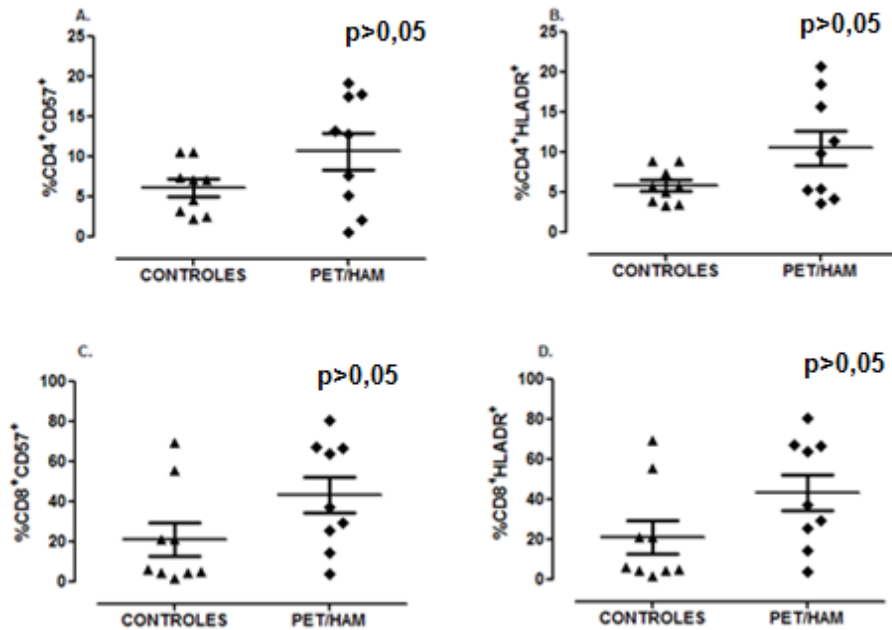 A.
p>0,05
25
20
15
10
5
0
%CD4⁺CD57⁺
CONTROLES PET/HAM
B.
p>0,05
25
20
15
10
5
0
%CD4⁺HLADR⁺
CONTROLES PET/HAM
C.
p>0,05
100
80
60
40
20
0
%CD8⁺CD57⁺
CONTROLES PET/HAM
D.
p>0,05
100
80
60
40
20
0
%CD8⁺HLADR⁺
CONTROLES PET/HAM